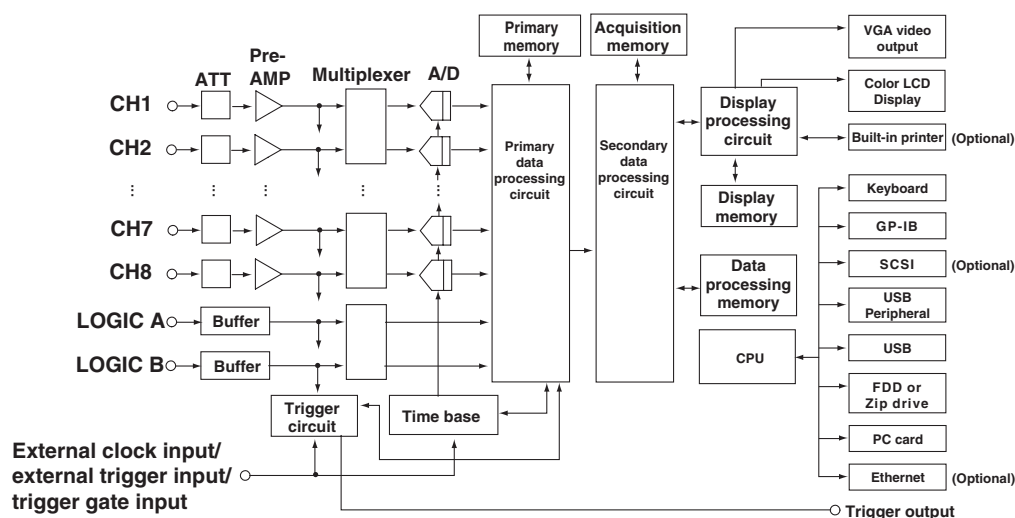 Primary
memory
Acquisition
memory
VGA video
output
Pre-
AMP
ATT
Multiplexer
A/D
Color LCD
Display
CH1
Display
processing
circuit
Built-in printer (Optional)
CH2
Primary
data
processing
circuit
Secondary
data
processing
circuit
⋮ ⋮ ⋮ ⋮ ⋮
Keyboard
Display
memory
CH7
GP-IB
CH8
SCSI (Optional)
Data
processing
memory
USB
Peripheral
LOGIC A
Buffer
USB
LOGIC B
Buffer
CPU
FDD or
Zip drive
Trigger
circuit
Time base
PC card
External clock input/
external trigger input/
trigger gate input
Ethernet (Optional)
Trigger output